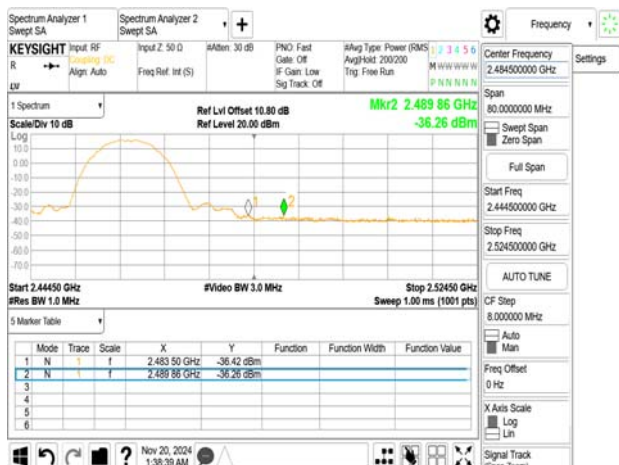 Spectrum Analyzer 1
Swept SA
Spectrum Analyzer 2
Swept SA
+
Frequency
KEYSIGHT
R
LV
Input: RF
Coupling: DC
Align: Auto
Input Z: 50 Ω
Freq Ref: Int (S)
#Atten: 30 dB
PNO: Fast
Gate: Off
IF Gain: Low
Sig Track: Off
#Avg Type: Power (RMS
Avg|Hold: 200/200
Trig: Free Run
1 2 3 4 5 6
M W W W W W
P N N N N N
Center Frequency
2.484500000 GHz
Settings
1 Spectrum
Scale/Div 10 dB
Ref Lvl Offset 10.80 dB
Ref Level 20.00 dBm
Mkr2 2.489 86 GHz
-36.26 dBm
Log
10.0
0.00
-10.0
-20.0
-30.0
-40.0
-50.0
-60.0
-70.0
1
2
Start 2.44450 GHz
#Res BW 1.0 MHz
#Video BW 3.0 MHz
Stop 2.52450 GHz
Sweep 1.00 ms (1001 pts)
Span
80.0000000 MHz
Swept Span
Zero Span
Full Span
Start Freq
2.444500000 GHz
Stop Freq
2.524500000 GHz
AUTO TUNE
CF Step
8.000000 MHz
Auto
Man
Freq Offset
0 Hz
X Axis Scale
Log
Lin
Signal Track
5 Marker Table
Mode Trace Scale X Y Function Function Width Function Value
1 N 1 f 2.483 50 GHz -36.42 dBm
2 N 1 f 2.489 86 GHz -36.26 dBm
3
4
5
6
?
Nov 20, 2024
1:38:39 AM